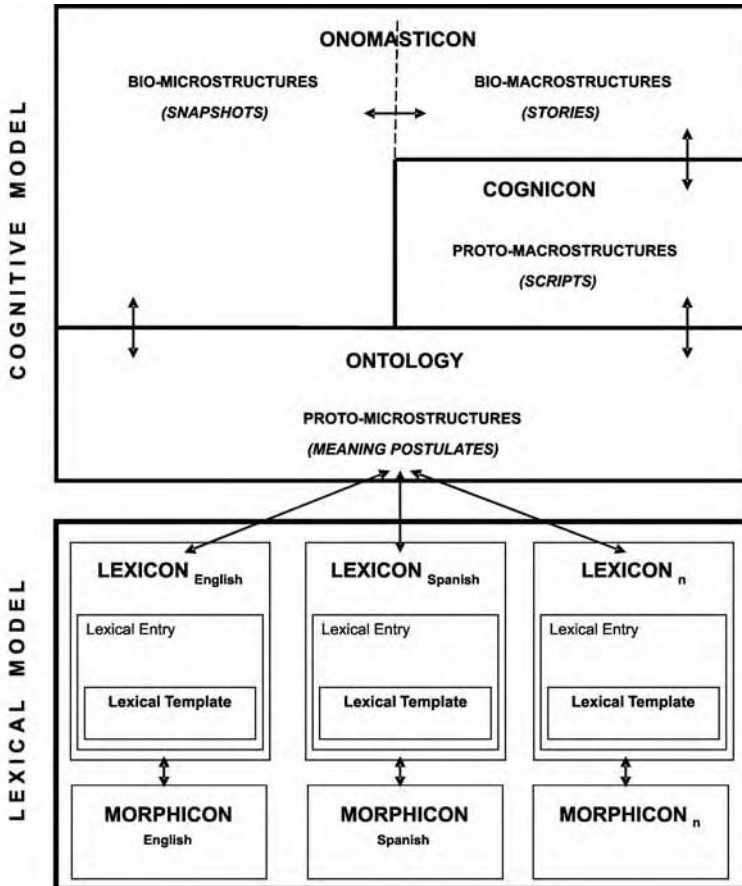 COGNITIVE MODEL
ONOMASTICON
BIO-MICROSTRUCTURES
(SNAPSHOTS)
BIO-MACROSTRUCTURES
(STORIES)
COGNICON
PROTO-MACROSTRUCTURES
(SCRIPTS)
ONTOLOGY
PROTO-MICROSTRUCTURES
(MEANING POSTULATES)
LEXICAL MODEL
LEXICON English
Lexical Entry
Lexical Template
MORPHICON
English
LEXICON Spanish
Lexical Entry
Lexical Template
MORPHICON
Spanish
LEXICON n
Lexical Entry
Lexical Template
MORPHICON n